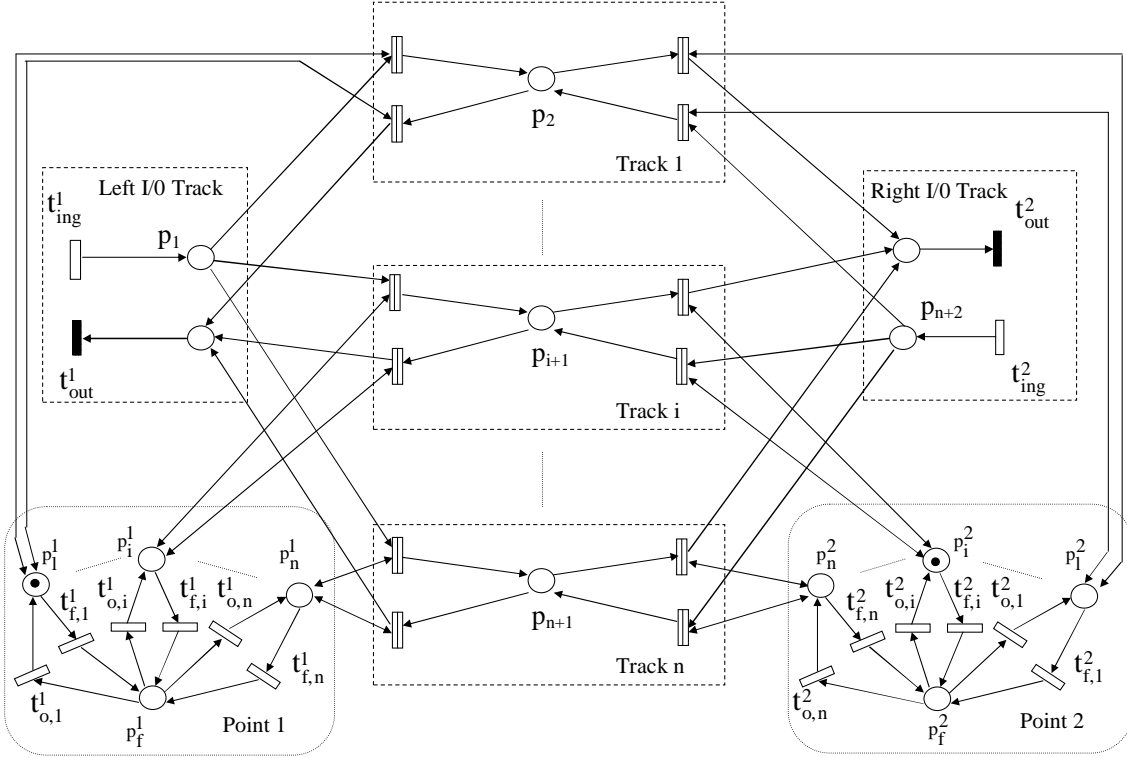 p2
Track 1
Left I/0 Track
Right I/0 Track
t1ing
t2out
p1
pn+2
pi+1
t1out
t2ing
Track i
p1l
p1i
p1n
p2n
p2i
p2l
t1f,1
t1o,i
t1f,i
t1o,n
t2f,n
t2o,i
t2f,i
t2o,1
pn+1
t1f,n
t2f,1
Track n
t1o,1
t2o,n
p1f
Point 1
p2f
Point 2